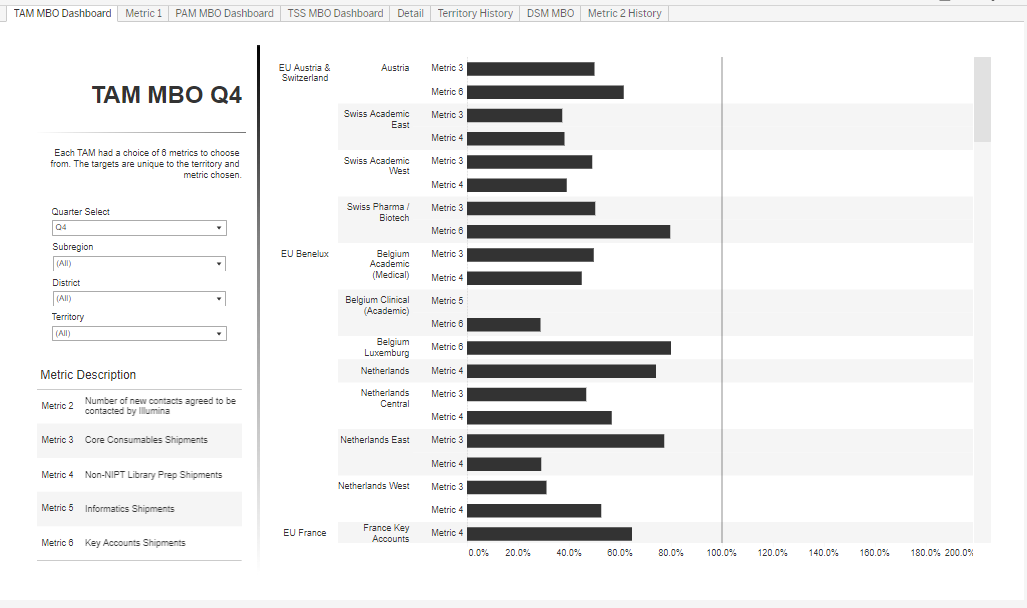 TAM MBO Dashboard Metric 1 PAM MBO Dashboard TSS MBO Dashboard Detail Territory History DSM MBO Metric 2 History
TAM MBO Q4
Each TAM had a choice of 6 metrics to choose
from. The targets are unique to the territory and
metric chosen.
Quarter Select
Q4
Subregion
(All)
District
(All)
Territory
(All)
Metric Description
Metric 2 Number of new contacts agreed to be
contacted by Illumina
Metric 3 Core Consumables Shipments
Metric 4 Non-NIPT Library Prep Shipments
Metric 5 Informatics Shipments
Metric 6 Key Accounts Shipments
EU Austria &
Switzerland
Austria
Metric 3
Metric 6
Swiss Academic
East
Metric 3
Metric 4
Swiss Academic
West
Metric 3
Metric 4
Swiss Pharma /
Biotech
Metric 3
Metric 6
EU Benelux
Belgium
Academic
(Medical)
Metric 3
Metric 4
Belgium Clinical
(Academic)
Metric 5
Metric 6
Belgium
Luxemburg
Metric 6
Netherlands
Metric 4
Netherlands
Central
Metric 3
Metric 4
Netherlands East
Metric 3
Metric 4
Netherlands West
Metric 3
Metric 4
EU France
France Key
Accounts
Metric 4
0.0% 20.0% 40.0% 60.0% 80.0% 100.0% 120.0% 140.0% 160.0% 180.0% 200.0%